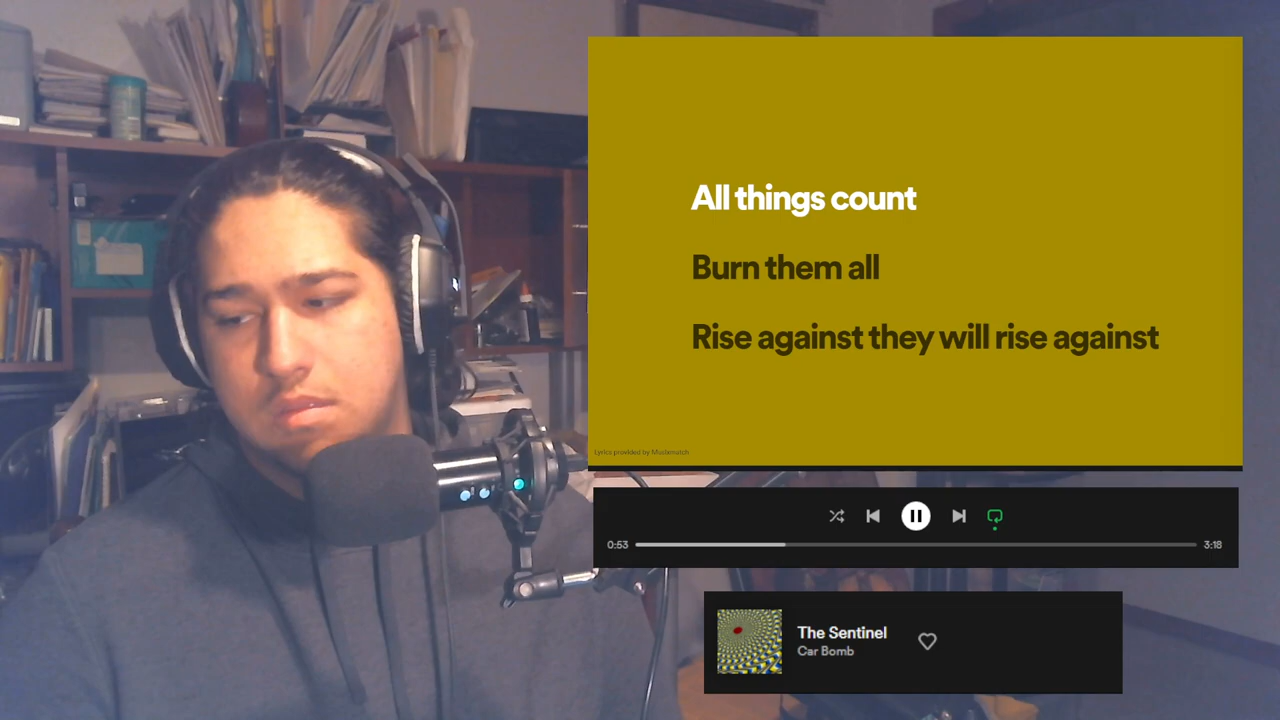 All things count
Burn them all
Rise against they will rise against
Lyrics provided by Musixmatch
0:53
3:18
The Sentinel
Car Bomb